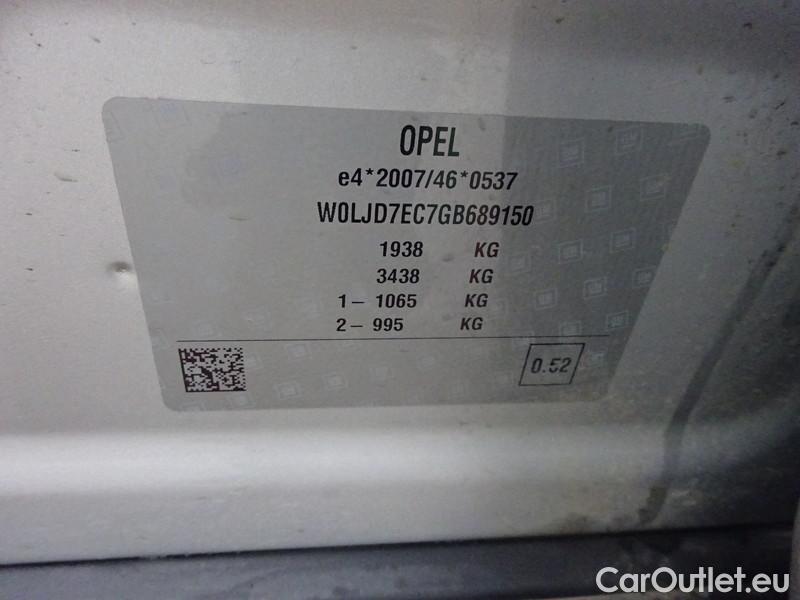 OPEL
e4*2007/46*0537
W0LJD7EC7GB689150
1938 KG
3438 KG
1– 1065 KG
2– 995 KG
0.52
CarOutlet.eu